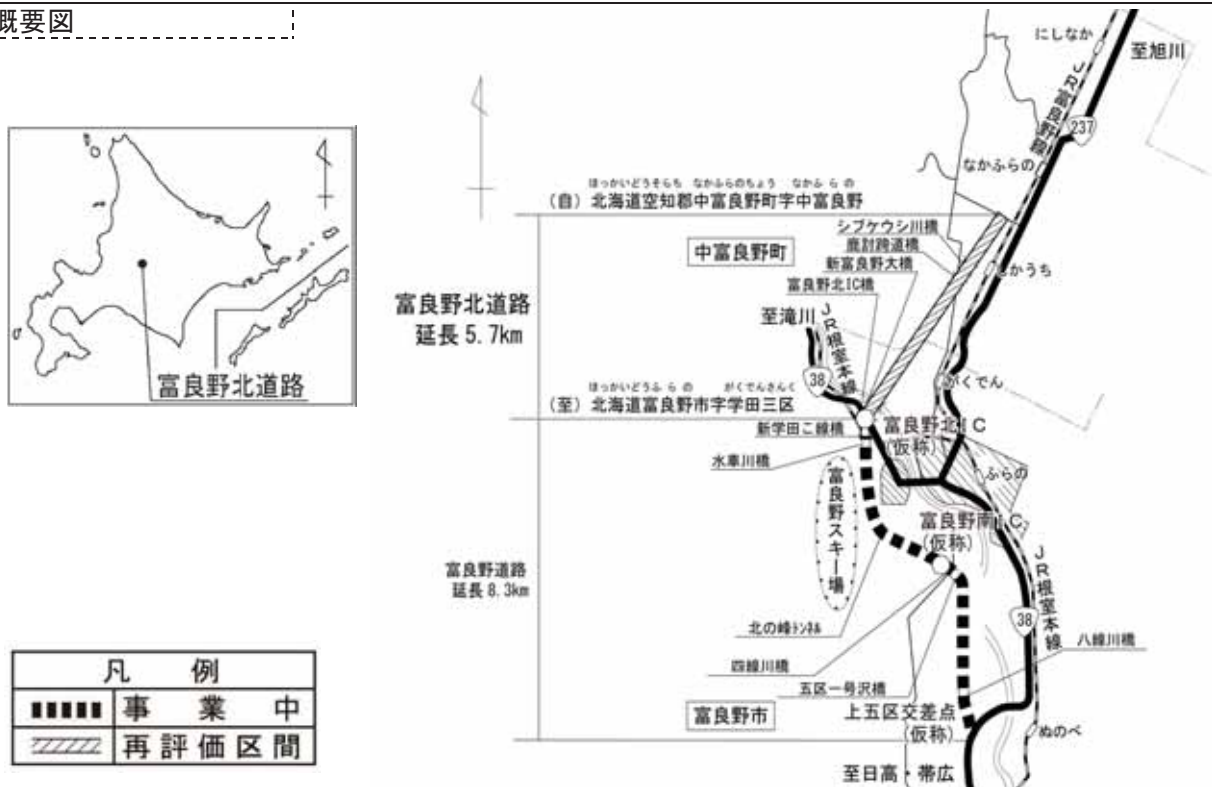 概要図
にしなか
至旭川
JR富良野線
237
なかふらの
ほっかいどうそらち なかふらのちょう なかふらの
(自)北海道空知郡中富良野町字中富良野
シブケウシ川橋
鹿討跨道橋
中富良野町
新富良野大橋
しかうち
富良野北IC橋
富良野北道路
延長5.7km
至滝川
JR根室本線
38
がくでん
富良野北道路
ほっかいどうふらの がくでんさんく
(至)北海道富良野市字学田三区
新学田こ線橋
富良野北IC
(仮称)
水車川橋
富良野スキー場
ふらの
富良野南IC
(仮称)
富良野道路
延長8.3km
JR根室本線
38
北の峰トンネル
八線川橋
四線川橋
五区一号沢橋
富良野市
上五区交差点
(仮称)
ぬのべ
至日高・帯広
凡例
事業中
再評価区間